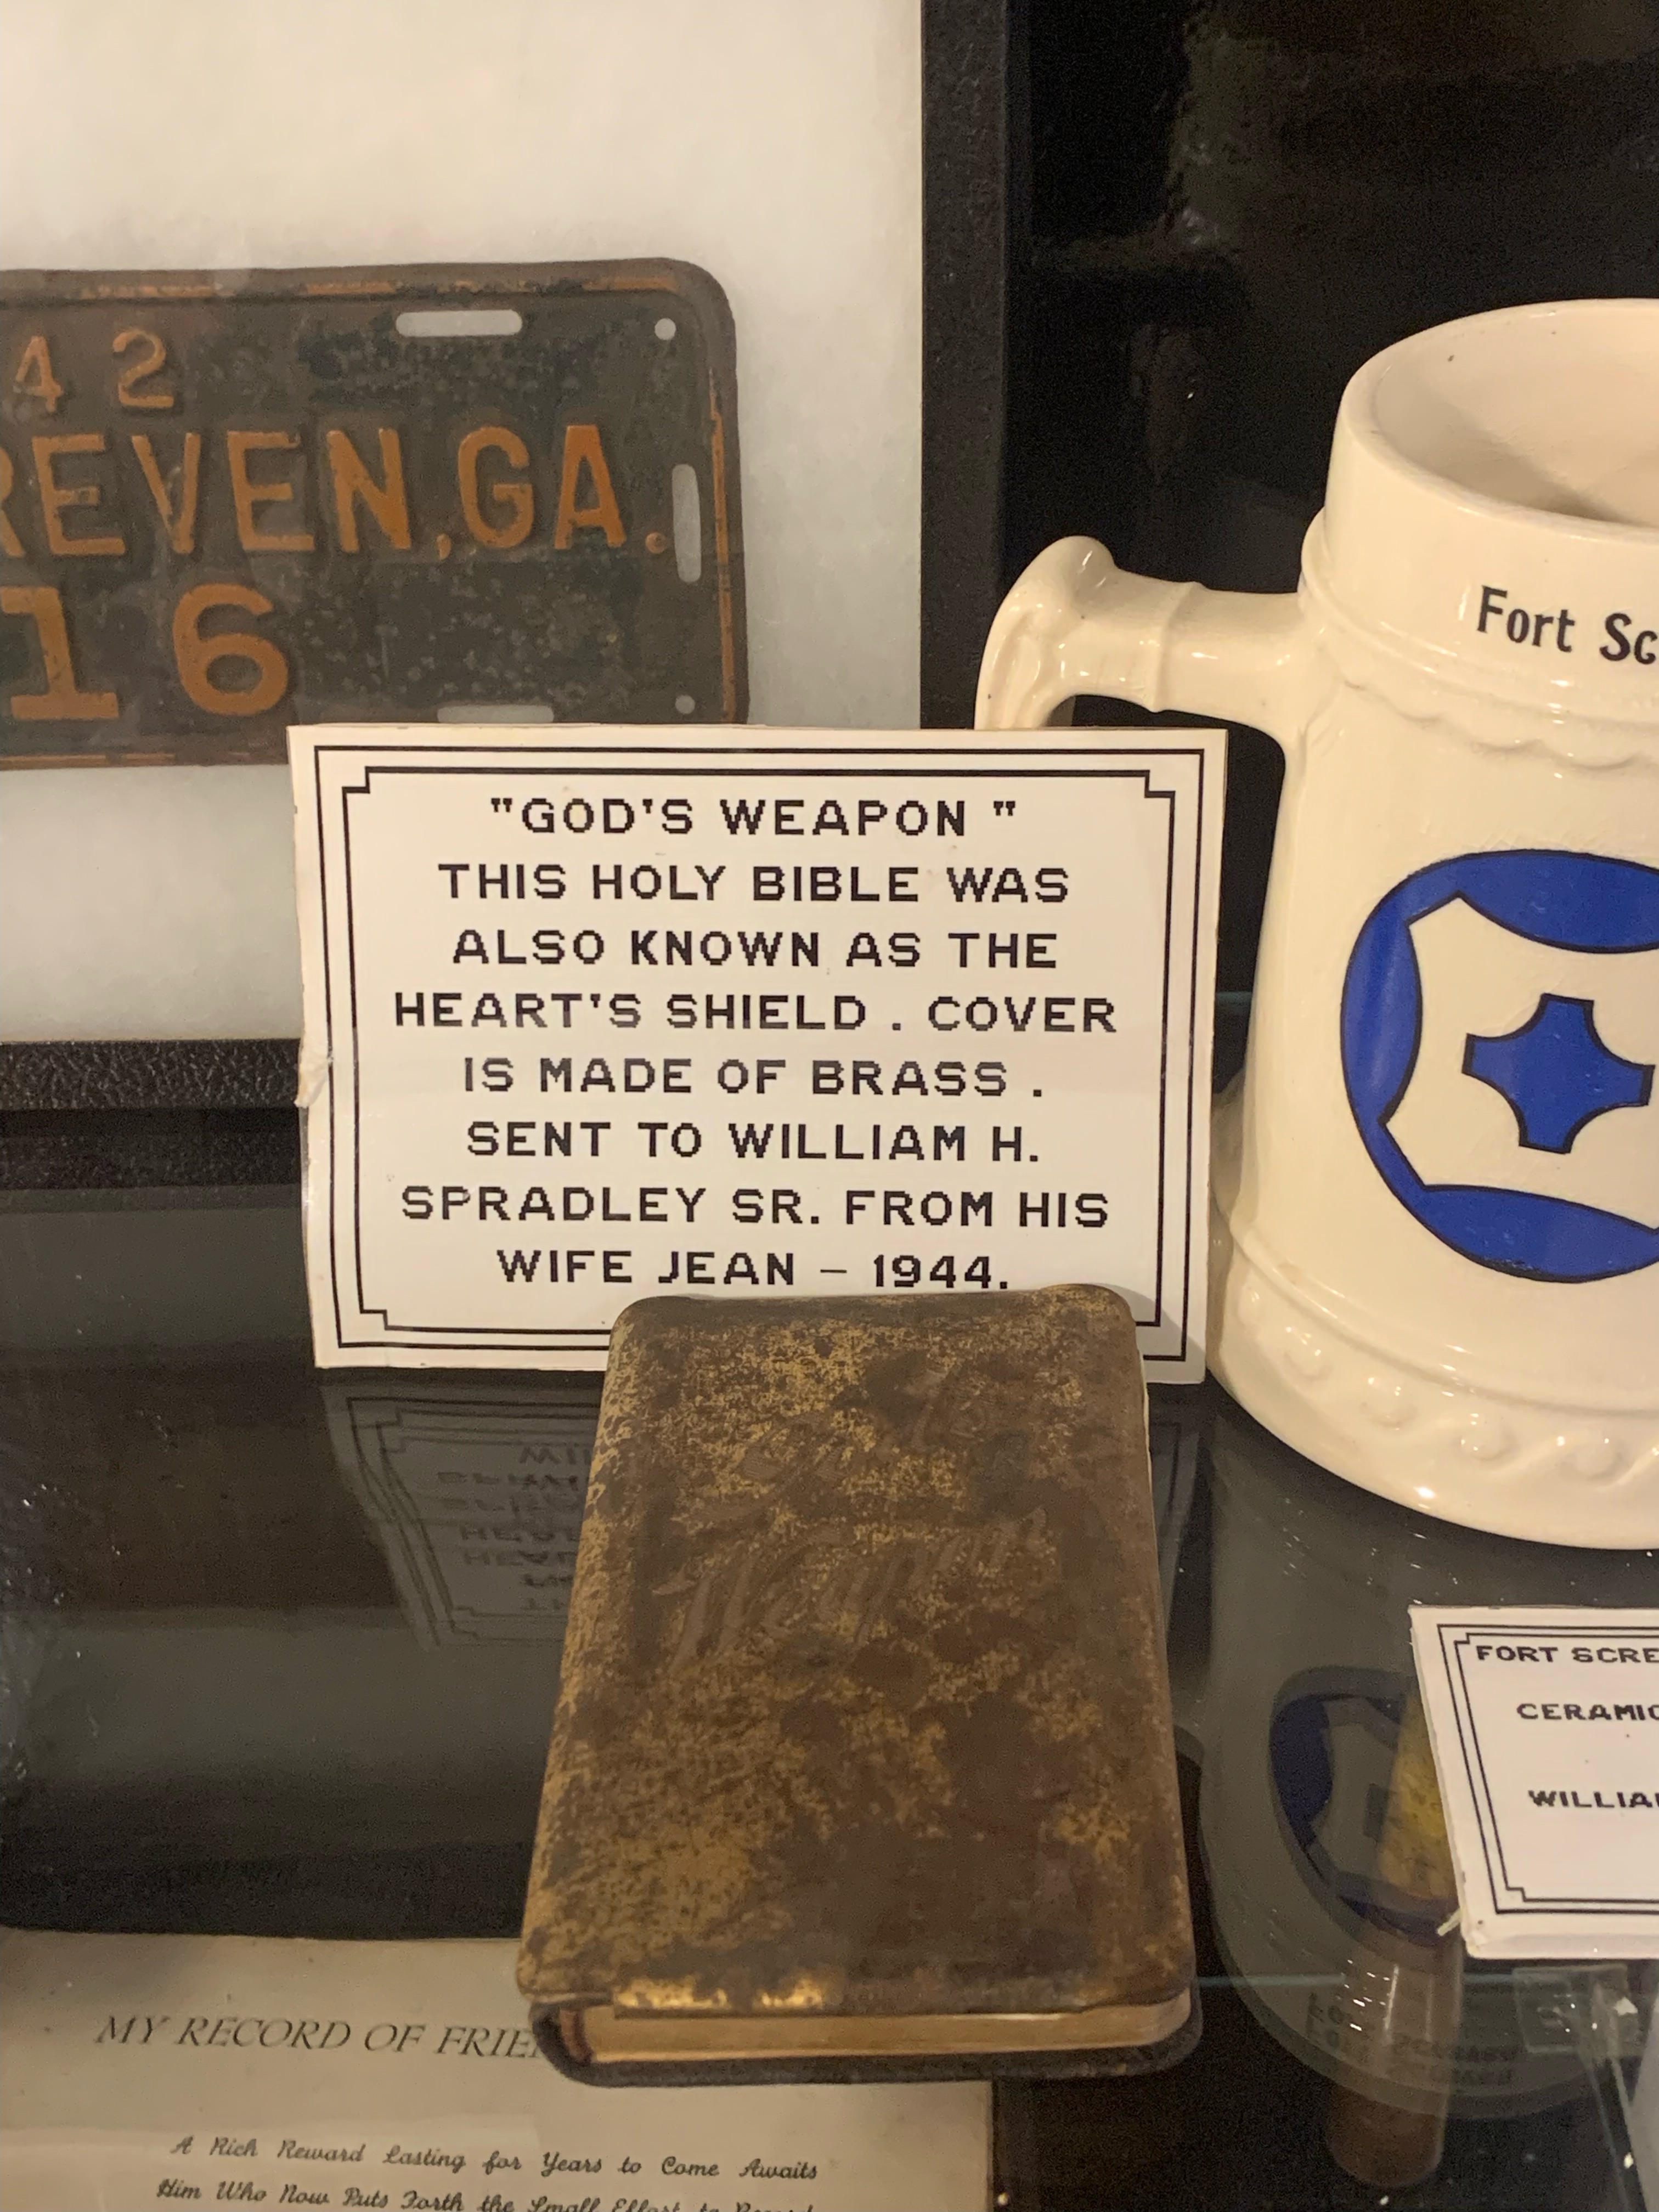 42
REVEN, GA.
16
Fort Sc
"GOD'S WEAPON "
THIS HOLY BIBLE WAS
ALSO KNOWN AS THE
HEART'S SHIELD . COVER
IS MADE OF BRASS .
SENT TO WILLIAM H.
SPRADLEY SR. FROM HIS
WIFE JEAN – 1944.
God's
Weapon
FORT SCRE
CERAMIC
WILLIA
MY RECORD OF FRIE
A Rich Reward Lasting for Years to Come Awaits
Him Who Now Puts Forth the Small Effort to Record